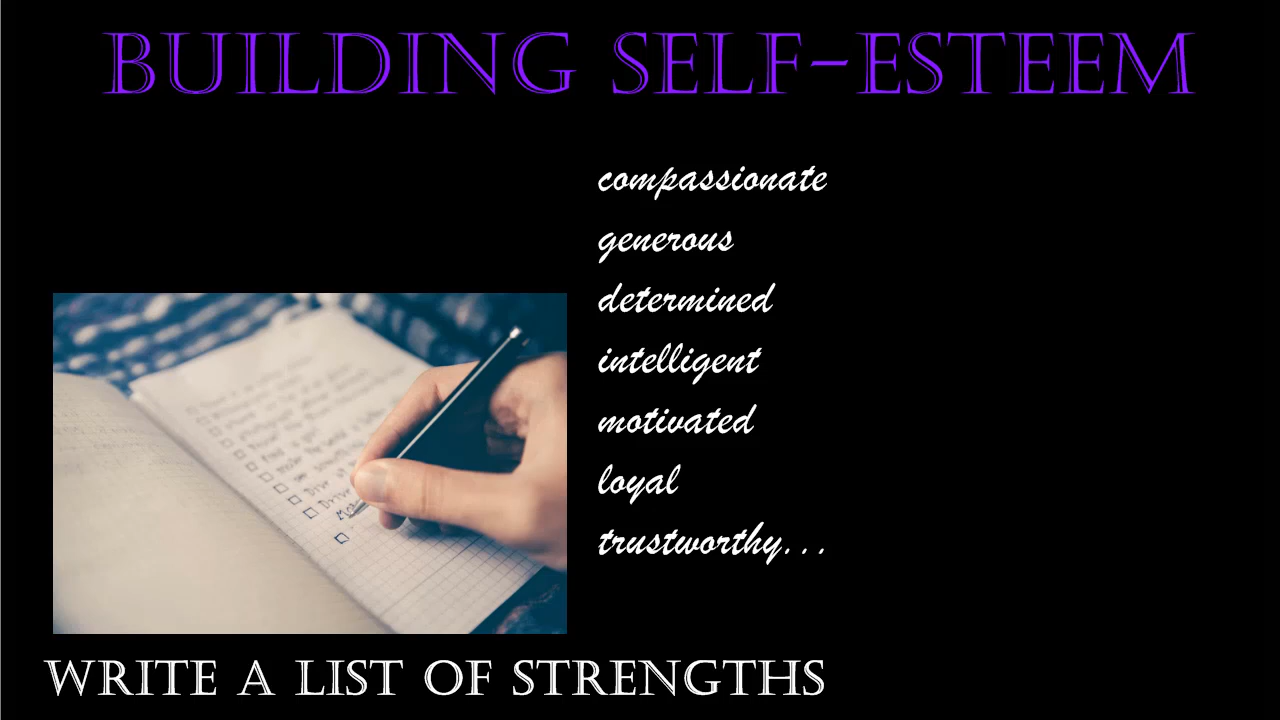 BUILDING SELF-ESTEEM
compassionate
generous
determined
intelligent
motivated
loyal
trustworthy...
WRITE A LIST OF STRENGTHS